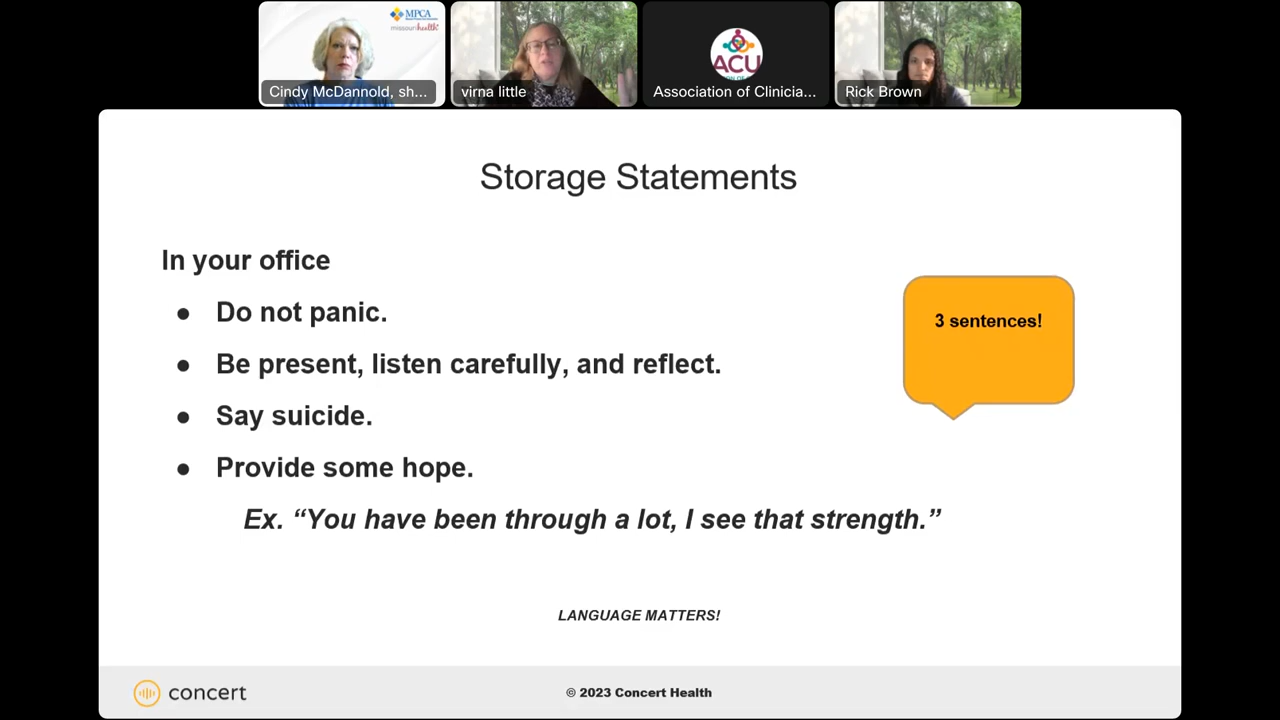 MPCA
missourihealth+
Cindy McDannold, sh...
virna little
ACU
Association of Clinicia...
Rick Brown
Storage Statements
In your office
● Do not panic.
● Be present, listen carefully, and reflect.
● Say suicide.
● Provide some hope.
Ex. “You have been through a lot, I see that strength.”
3 sentences!
LANGUAGE MATTERS!
concert
© 2023 Concert Health